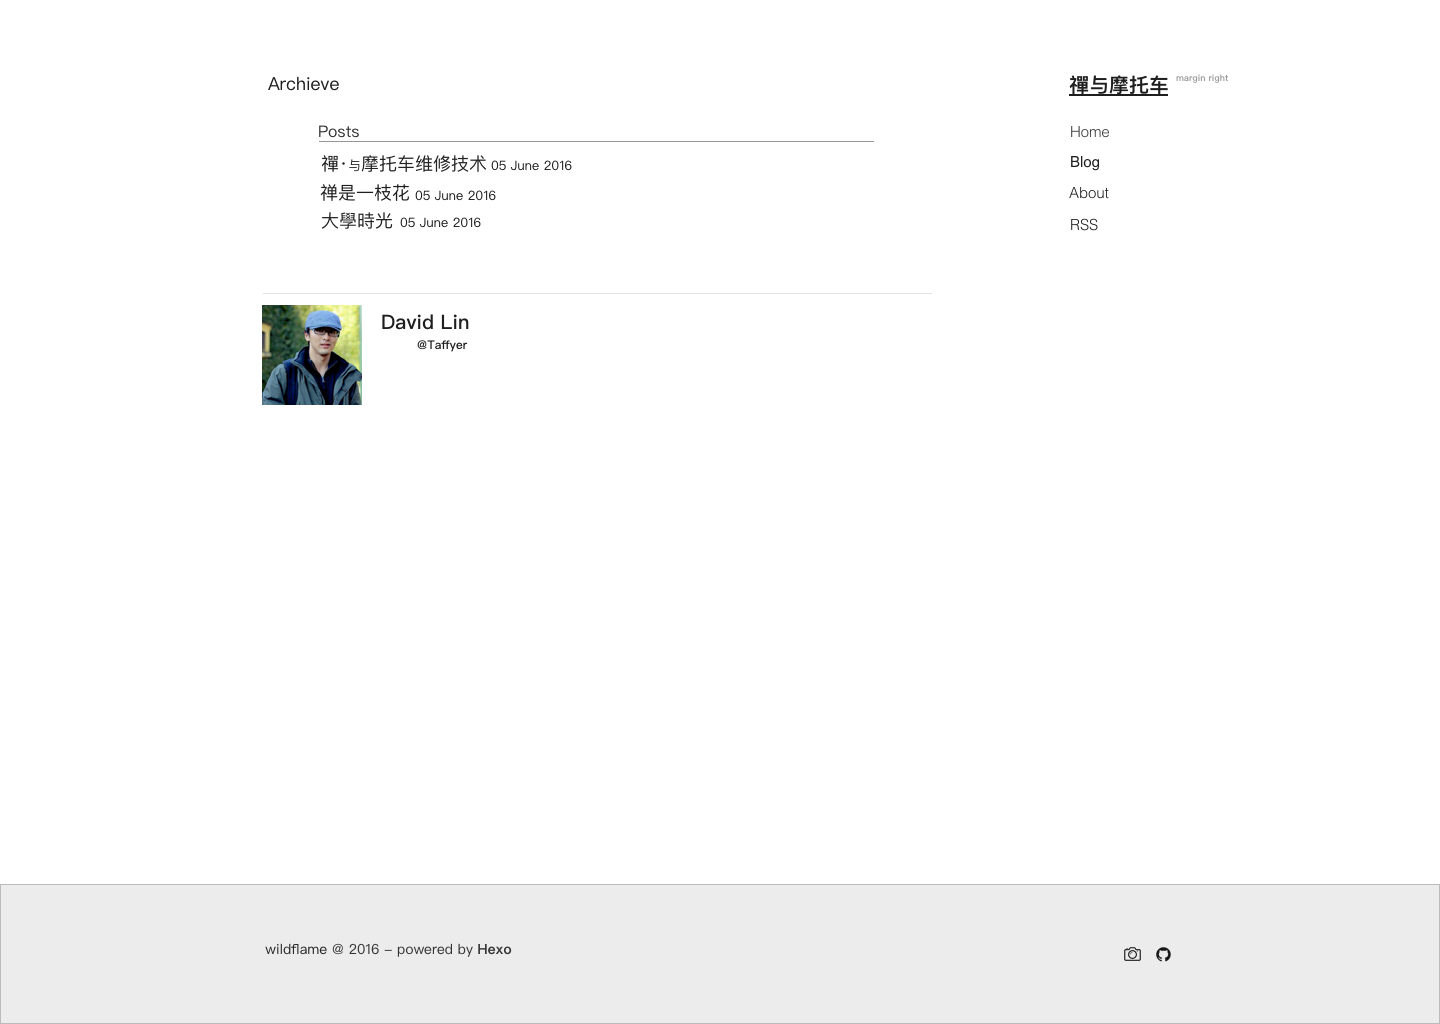 Archieve
Posts
禪·与摩托车维修技术 05 June 2016
禅是一枝花 05 June 2016
大學時光 05 June 2016
David Lin
@Taffyer
禪与摩托车 margin right
Home
Blog
About
RSS
wildflame @ 2016 – powered by Hexo